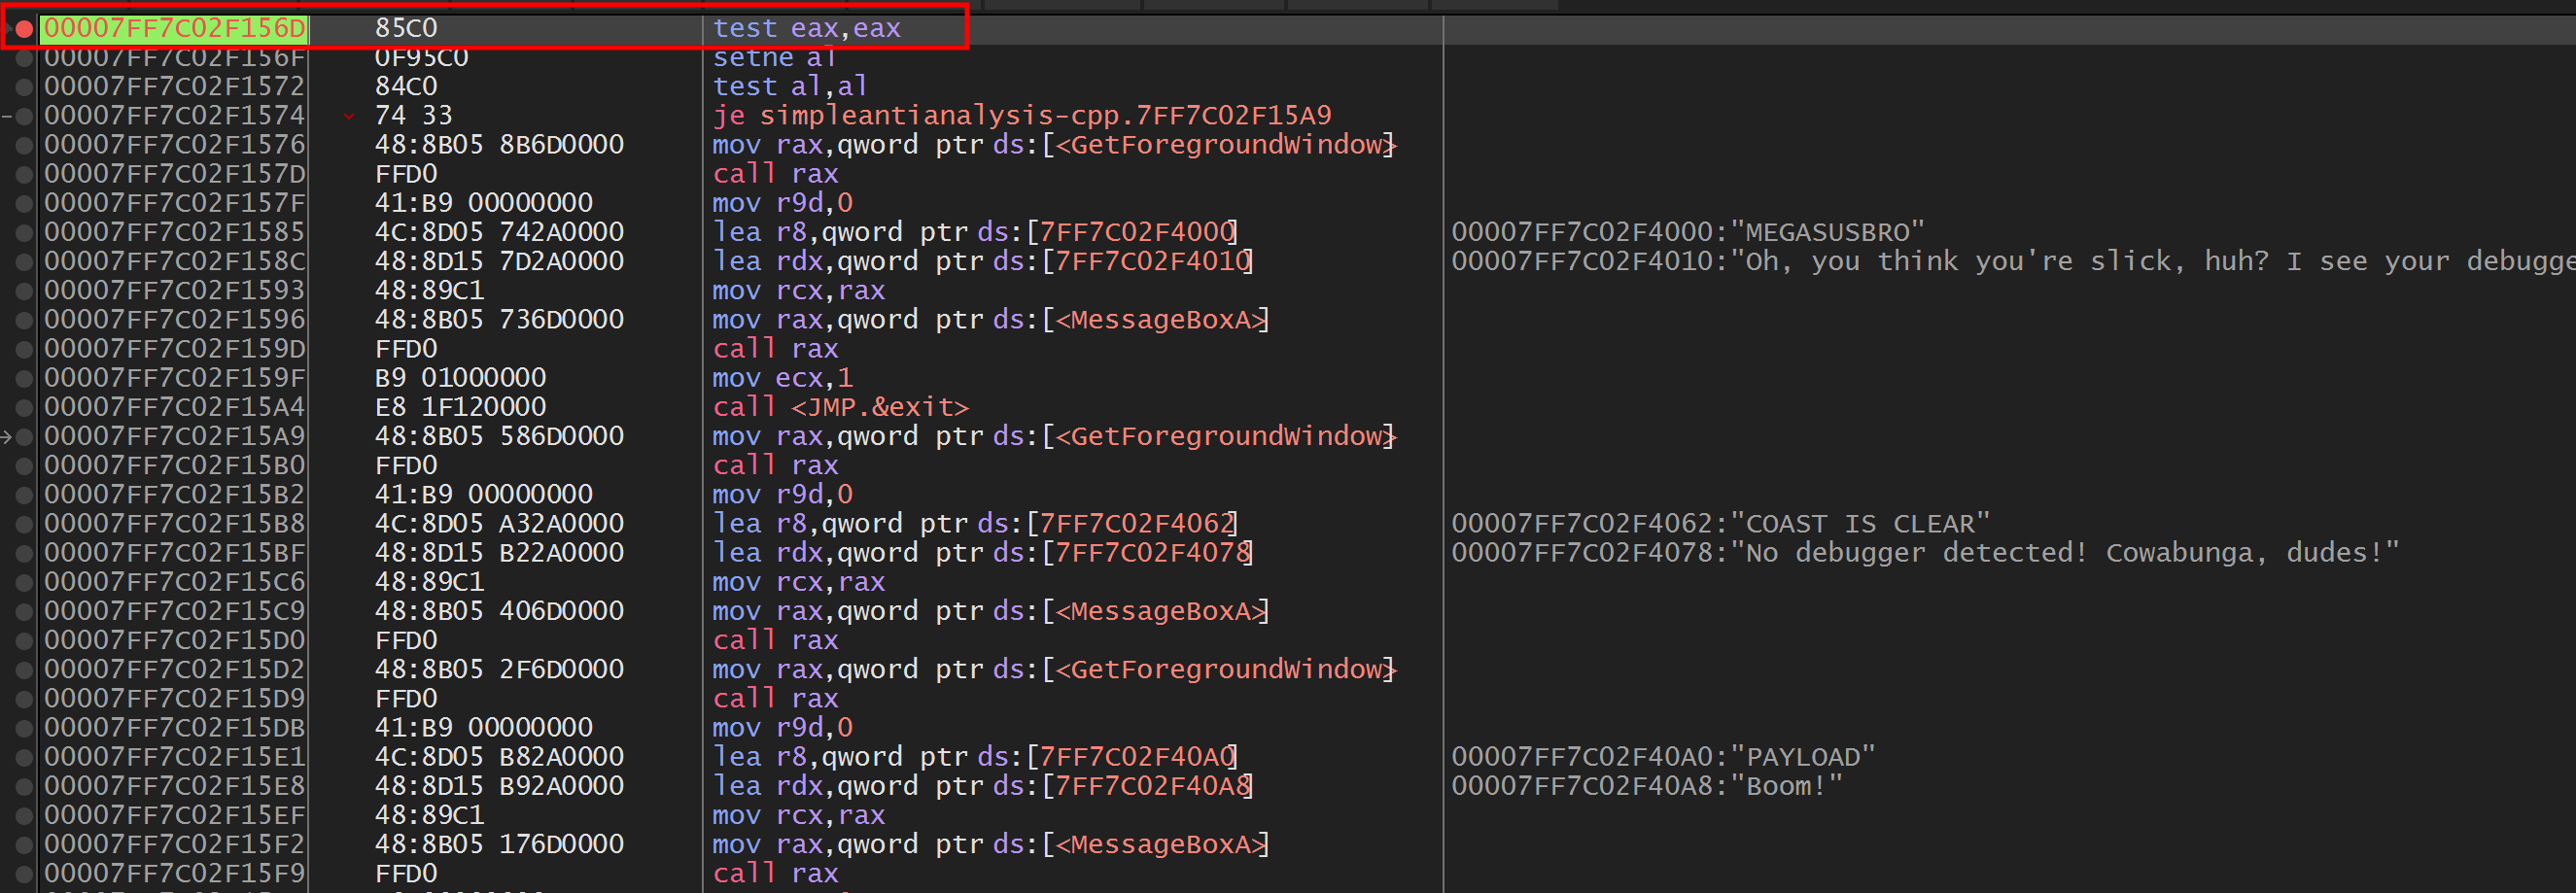 00007FF7C02F156D 85C0 test eax,eax
00007FF7C02F156F 0F95C0 setne al
00007FF7C02F1572 84C0 test al,al
00007FF7C02F1574 74 33 je simpleantianalysis-cpp.7FF7C02F15A9
00007FF7C02F1576 48:8B05 8B6D0000 mov rax,qword ptr ds:[<GetForegroundWindow>]
00007FF7C02F157D FFD0 call rax
00007FF7C02F157F 41:B9 00000000 mov r9d,0
00007FF7C02F1585 4C:8D05 742A0000 lea r8,qword ptr ds:[7FF7C02F4000] 00007FF7C02F4000:"MEGASUSBRO"
00007FF7C02F158C 48:8D15 7D2A0000 lea rdx,qword ptr ds:[7FF7C02F4010] 00007FF7C02F4010:"Oh, you think you're slick, huh? I see your debugge
00007FF7C02F1593 48:89C1 mov rcx,rax
00007FF7C02F1596 48:8B05 736D0000 mov rax,qword ptr ds:[<MessageBoxA>]
00007FF7C02F159D FFD0 call rax
00007FF7C02F159F B9 01000000 mov ecx,1
00007FF7C02F15A4 E8 1F120000 call <JMP.&exit>
00007FF7C02F15A9 48:8B05 586D0000 mov rax,qword ptr ds:[<GetForegroundWindow>]
00007FF7C02F15B0 FFD0 call rax
00007FF7C02F15B2 41:B9 00000000 mov r9d,0
00007FF7C02F15B8 4C:8D05 A32A0000 lea r8,qword ptr ds:[7FF7C02F4062] 00007FF7C02F4062:"COAST IS CLEAR"
00007FF7C02F15BF 48:8D15 B22A0000 lea rdx,qword ptr ds:[7FF7C02F4078] 00007FF7C02F4078:"No debugger detected! Cowabunga, dudes!"
00007FF7C02F15C6 48:89C1 mov rcx,rax
00007FF7C02F15C9 48:8B05 406D0000 mov rax,qword ptr ds:[<MessageBoxA>]
00007FF7C02F15D0 FFD0 call rax
00007FF7C02F15D2 48:8B05 2F6D0000 mov rax,qword ptr ds:[<GetForegroundWindow>]
00007FF7C02F15D9 FFD0 call rax
00007FF7C02F15DB 41:B9 00000000 mov r9d,0
00007FF7C02F15E1 4C:8D05 B82A0000 lea r8,qword ptr ds:[7FF7C02F40A0] 00007FF7C02F40A0:"PAYLOAD"
00007FF7C02F15E8 48:8D15 B92A0000 lea rdx,qword ptr ds:[7FF7C02F40A8] 00007FF7C02F40A8:"Boom!"
00007FF7C02F15EF 48:89C1 mov rcx,rax
00007FF7C02F15F2 48:8B05 176D0000 mov rax,qword ptr ds:[<MessageBoxA>]
00007FF7C02F15F9 FFD0 call rax